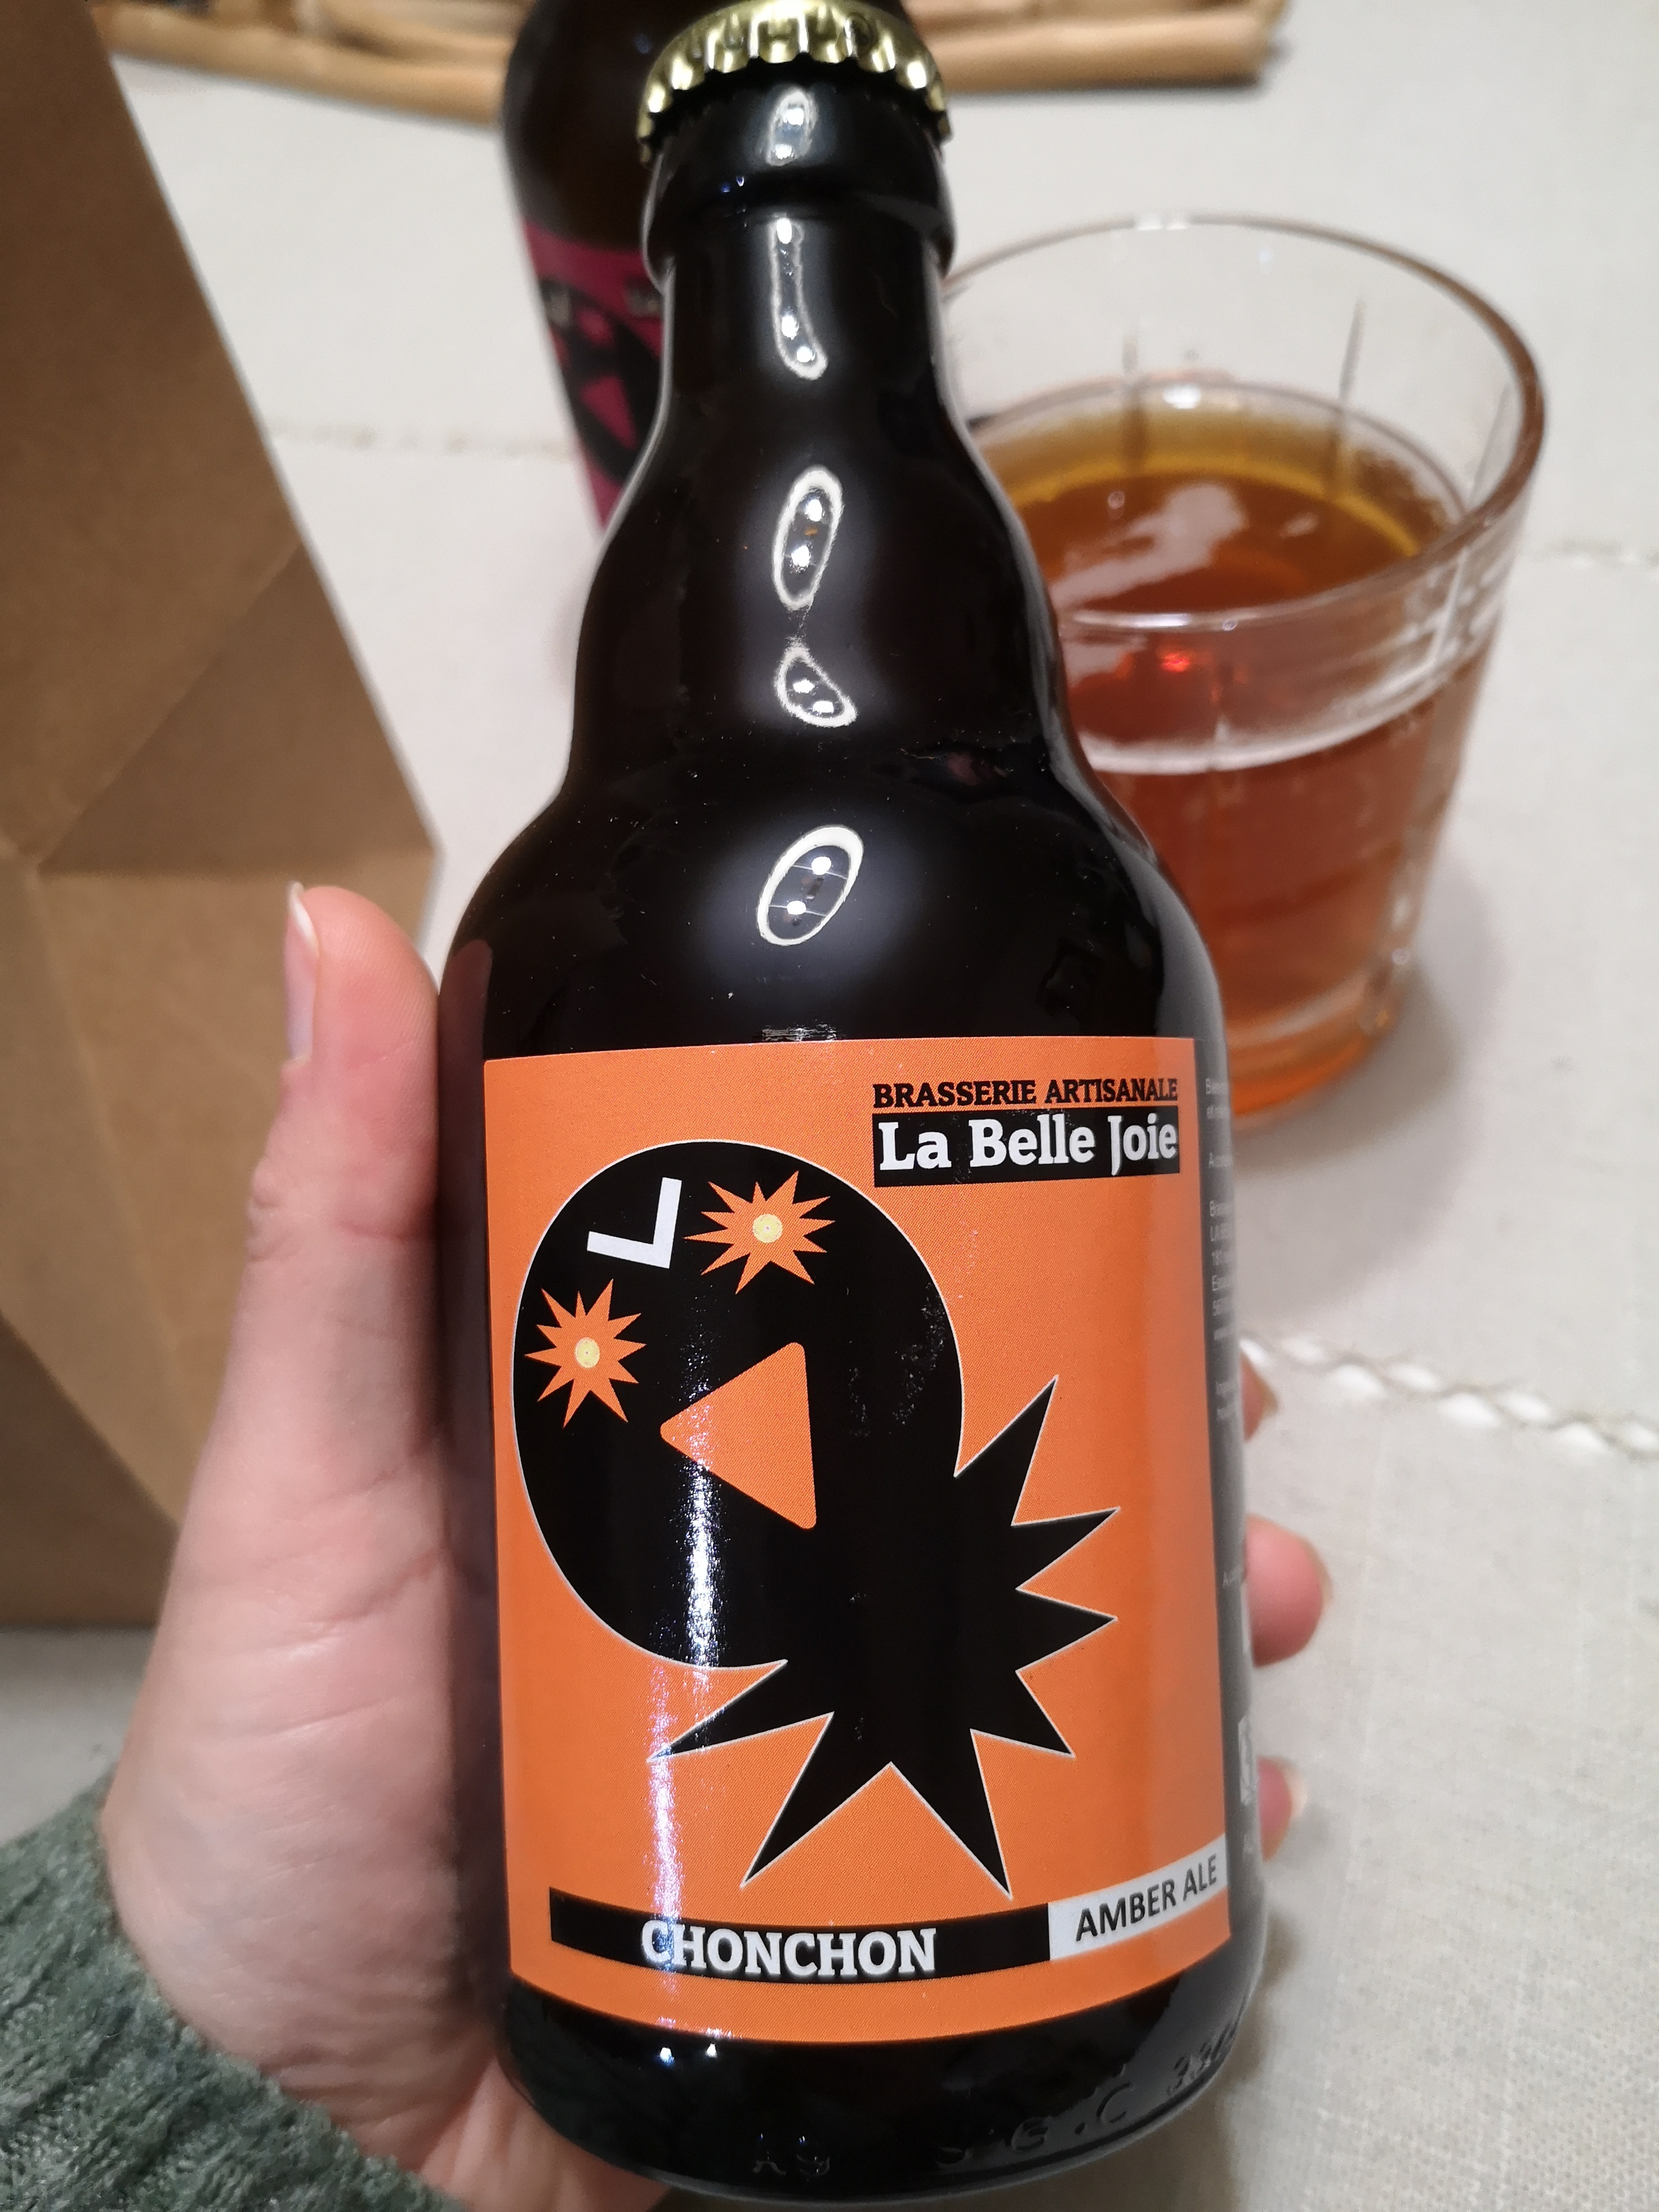 BRASSERIE ARTISANALE
La Belle Joie
CHONCHON
AMBER ALE